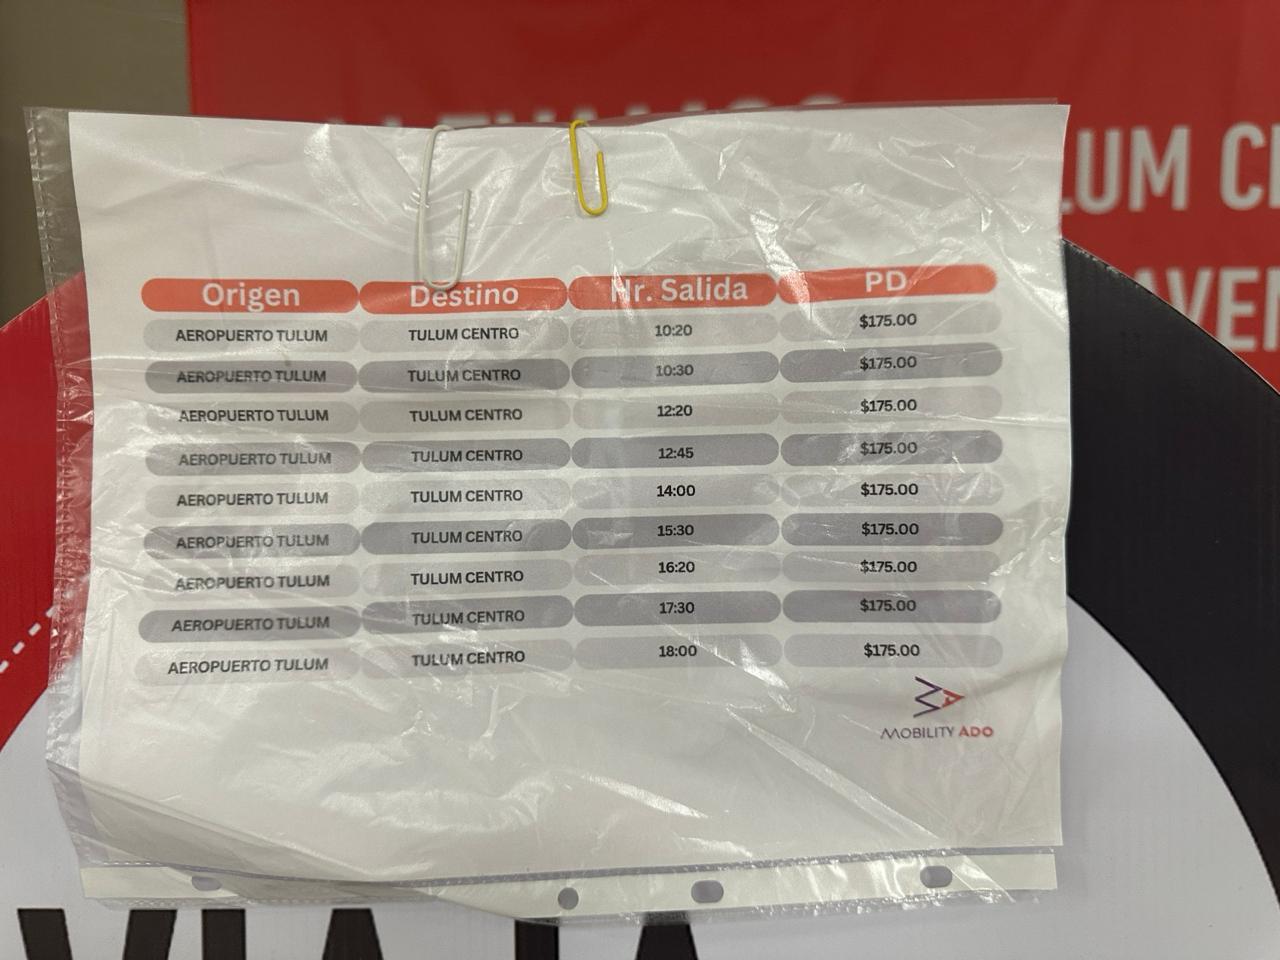 LUM
Origen Destino Hr. Salida PD
AEROPUERTO TULUM TULUM CENTRO 10:20 $175.00
AEROPUERTO TULUM TULUM CENTRO 10:30 $175.00
AEROPUERTO TULUM TULUM CENTRO 12:20 $175.00
AEROPUERTO TULUM TULUM CENTRO 12:45 $175.00
AEROPUERTO TULUM TULUM CENTRO 14:00 $175.00
AEROPUERTO TULUM TULUM CENTRO 15:30 $175.00
AEROPUERTO TULUM TULUM CENTRO 16:20 $175.00
AEROPUERTO TULUM TULUM CENTRO 17:30 $175.00
AEROPUERTO TULUM TULUM CENTRO 18:00 $175.00
MOBILITY ADO